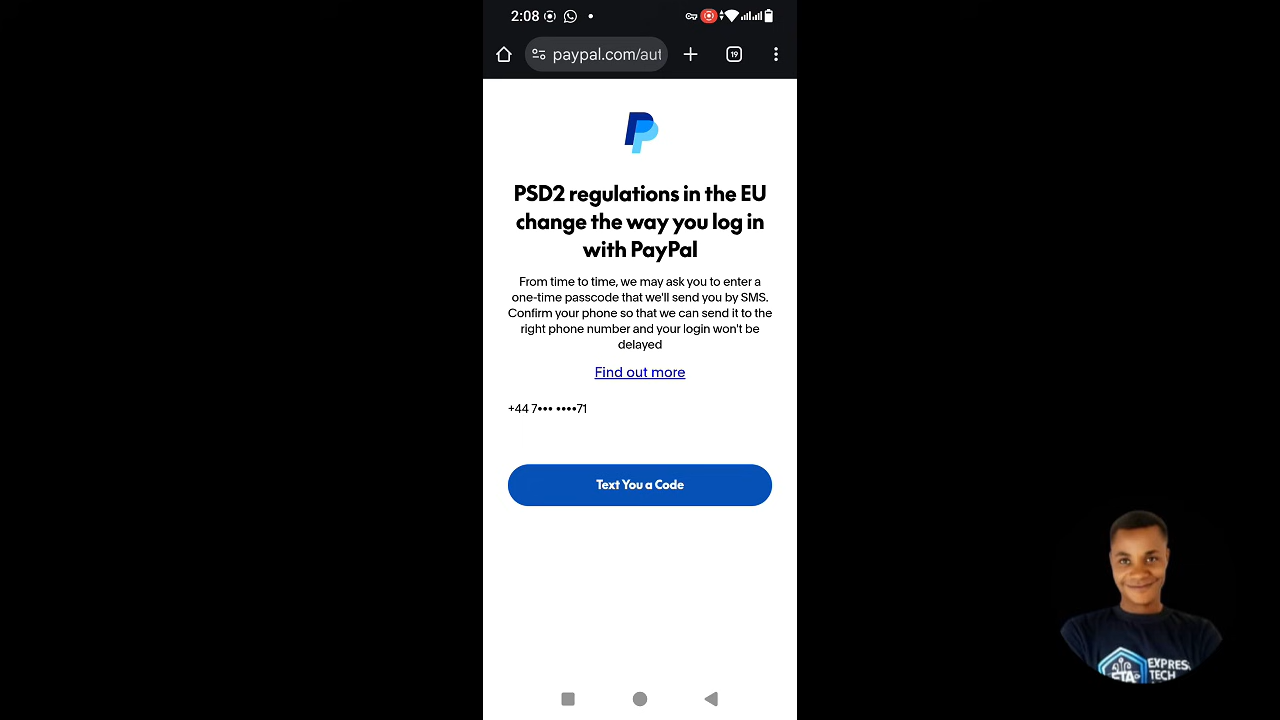 2:08
paypal.com/aut
19
PSD2 regulations in the EU
change the way you log in
with PayPal
From time to time, we may ask you to enter a
one-time passcode that we'll send you by SMS.
Confirm your phone so that we can send it to the
right phone number and your login won't be
delayed
Find out more
+44 7••• ••••71
Text You a Code
EXPRES
TECH
ETA